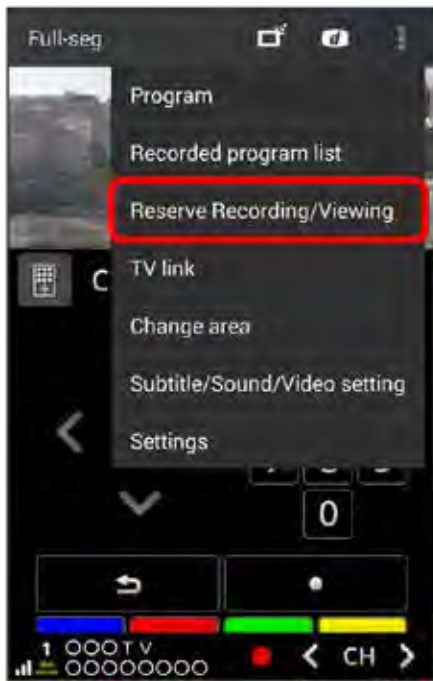 Full-seg
Program
Recorded program list
Reserve Recording/Viewing
TV link
C
Change area
Subtitle/Sound/Video setting
Settings
0
1 OOOTV
OOOOOOOO
CH